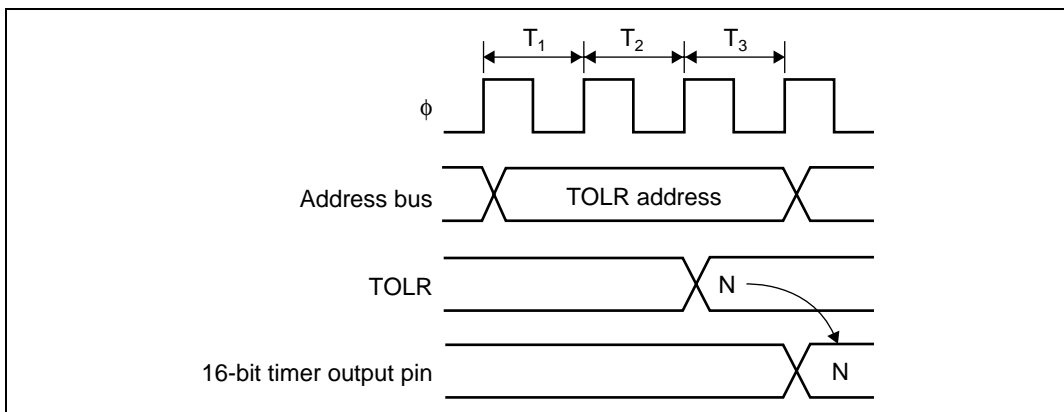 T₁ T₂ T₃
φ
Address bus TOLR address
TOLR N
16-bit timer output pin N